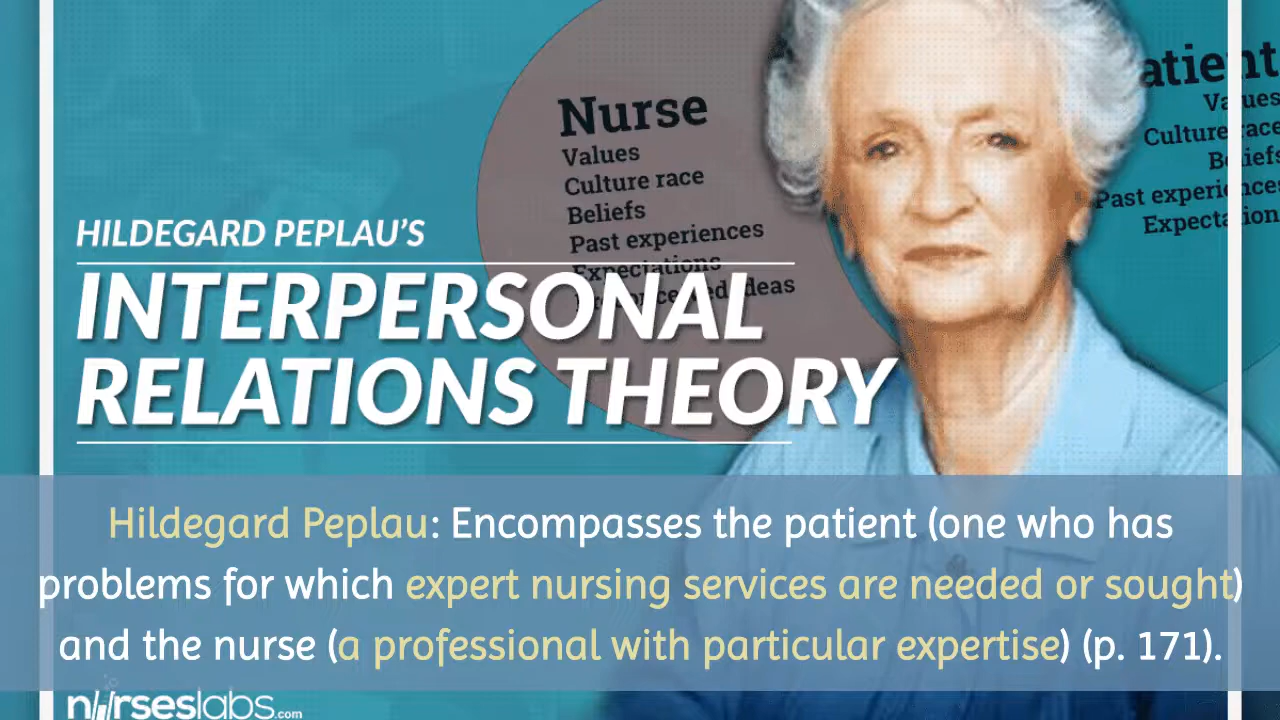 Nurse
Values
Culture race
Beliefs
Past experiences
Expectations
atient
Values
Culture race
Beliefs
Past experiences
Expectation
HILDEGARD PEPLAU'S
INTERPERSONAL
RELATIONS THEORY
Hildegard Peplau: Encompasses the patient (one who has
problems for which expert nursing services are needed or sought)
and the nurse (a professional with particular expertise) (p. 171).
nurseslabs.com